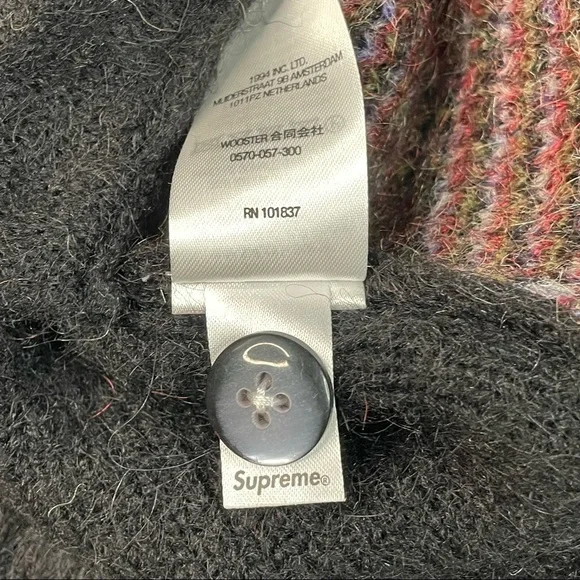 1994 INC. LTD.
MUIDERSTRAAT 9B AMSTERDAM
1011PZ NETHERLANDS
WOOSTER 合同会社
0570-057-300
RN 101837
Supreme®